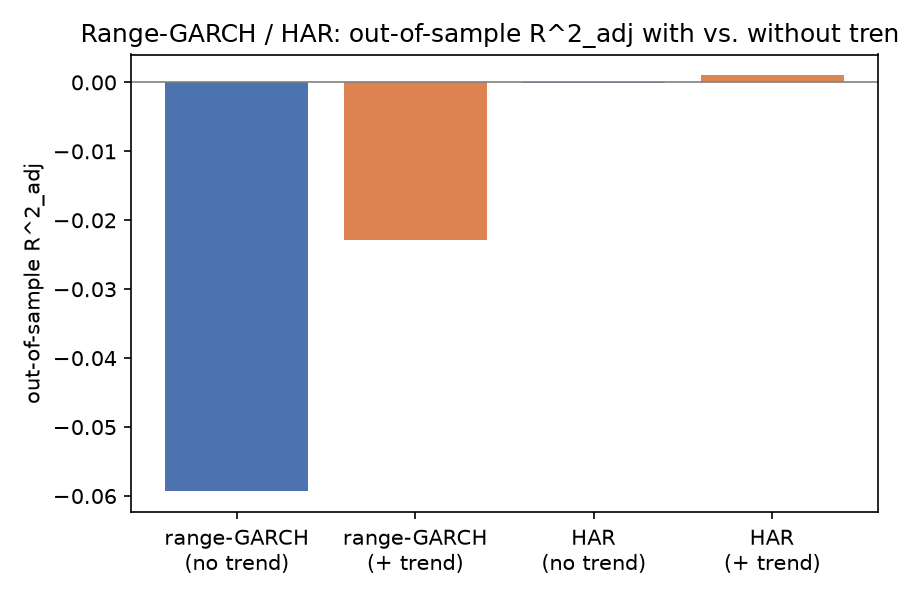 Range-GARCH / HAR: out-of-sample R^2_adj with vs. without tren
out-of-sample R^2_adj
0.00
−0.01
−0.02
−0.03
−0.04
−0.05
−0.06
range-GARCH
(no trend)
range-GARCH
(+ trend)
HAR
(no trend)
HAR
(+ trend)